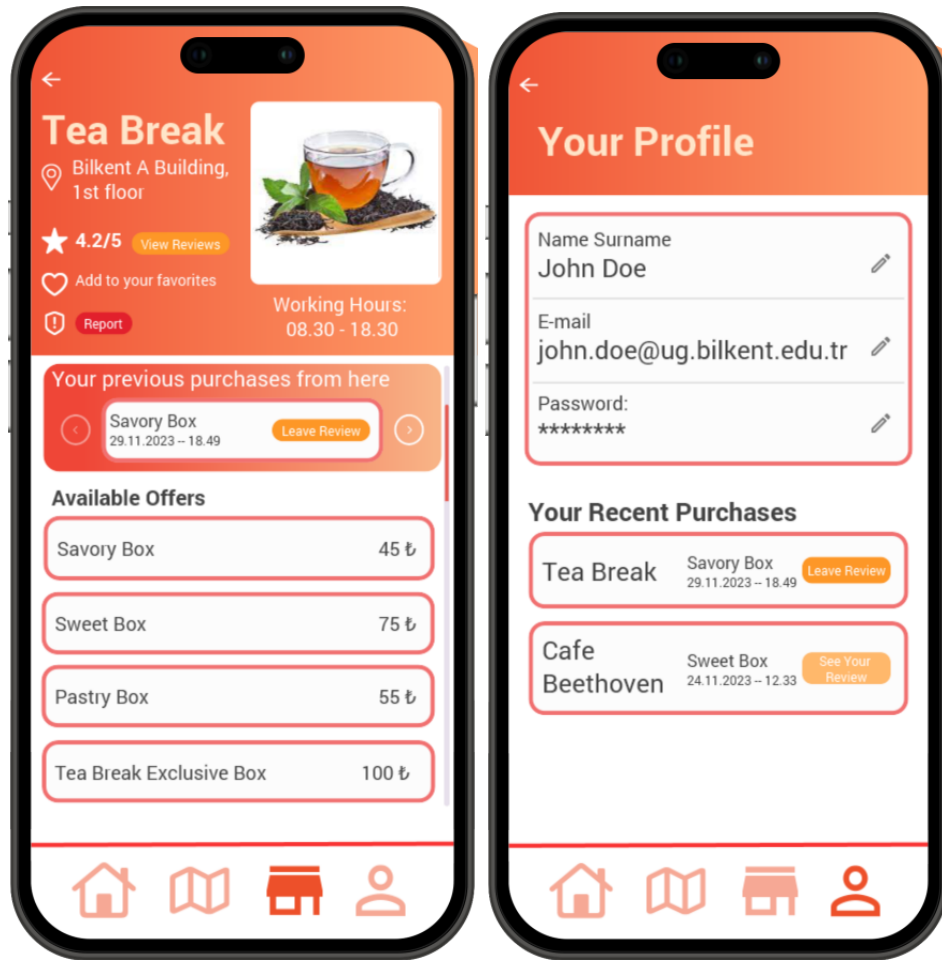 Tea Break
Bilkent A Building,
1st floor
4.2/5 View Reviews
Add to your favorites
Report
Working Hours:
08.30 - 18.30
Your previous purchases from here
Savory Box
29.11.2023 -- 18.49
Leave Review
Available Offers
Savory Box 45 ₺
Sweet Box 75 ₺
Pastry Box 55 ₺
Tea Break Exclusive Box 100 ₺
Your Profile
Name Surname
John Doe
E-mail
john.doe@ug.bilkent.edu.tr
Password:
********
Your Recent Purchases
Tea Break
Savory Box
29.11.2023 -- 18.49
Leave Review
Cafe
Beethoven
Sweet Box
24.11.2023 -- 12.33
See Your
Review